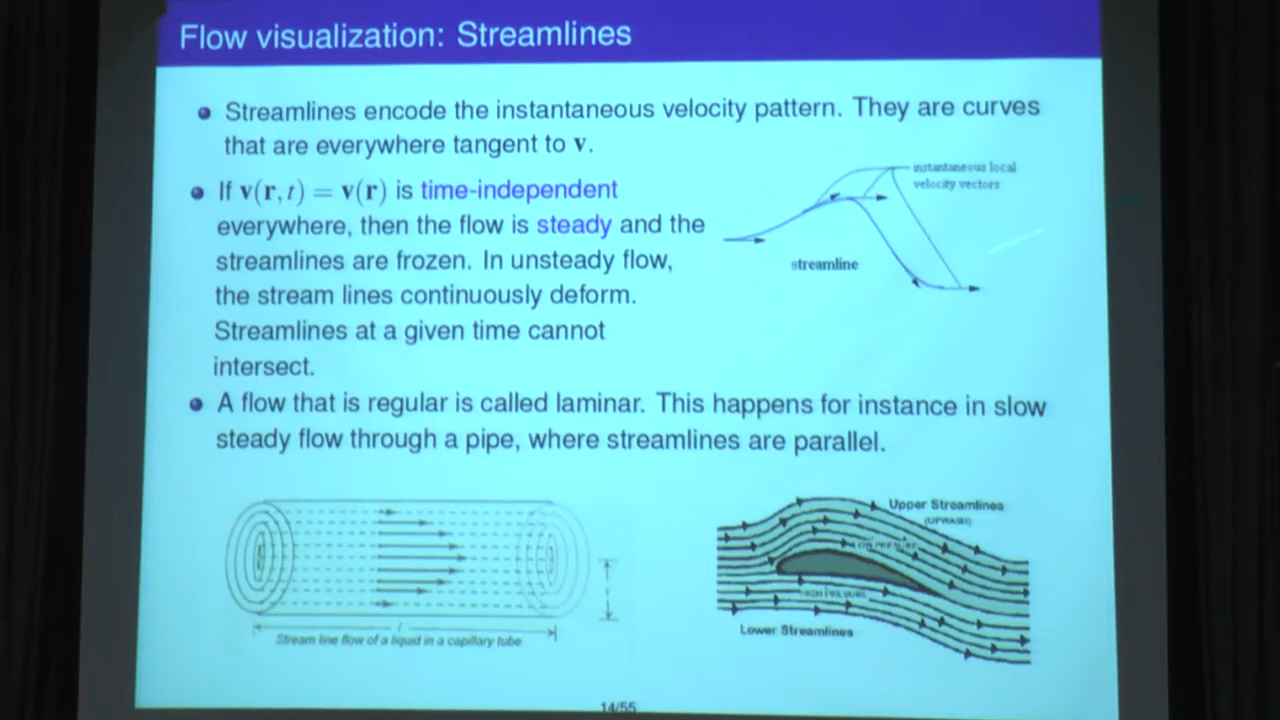 Flow visualization: Streamlines
Streamlines encode the instantaneous velocity pattern. They are curves
that are everywhere tangent to v.
If v(r, t) = v(r) is time-independent
everywhere, then the flow is steady and the
streamlines are frozen. In unsteady flow,
the stream lines continuously deform.
Streamlines at a given time cannot
intersect.
instantaneous local
velocity vectors
streamline
A flow that is regular is called laminar. This happens for instance in slow
steady flow through a pipe, where streamlines are parallel.
r
l
Stream line flow of a liquid in a capillary tube
Upper Streamlines
(UPWASH)
LOW PRESSURE
HIGH PRESSURE
Lower Streamlines
14/55